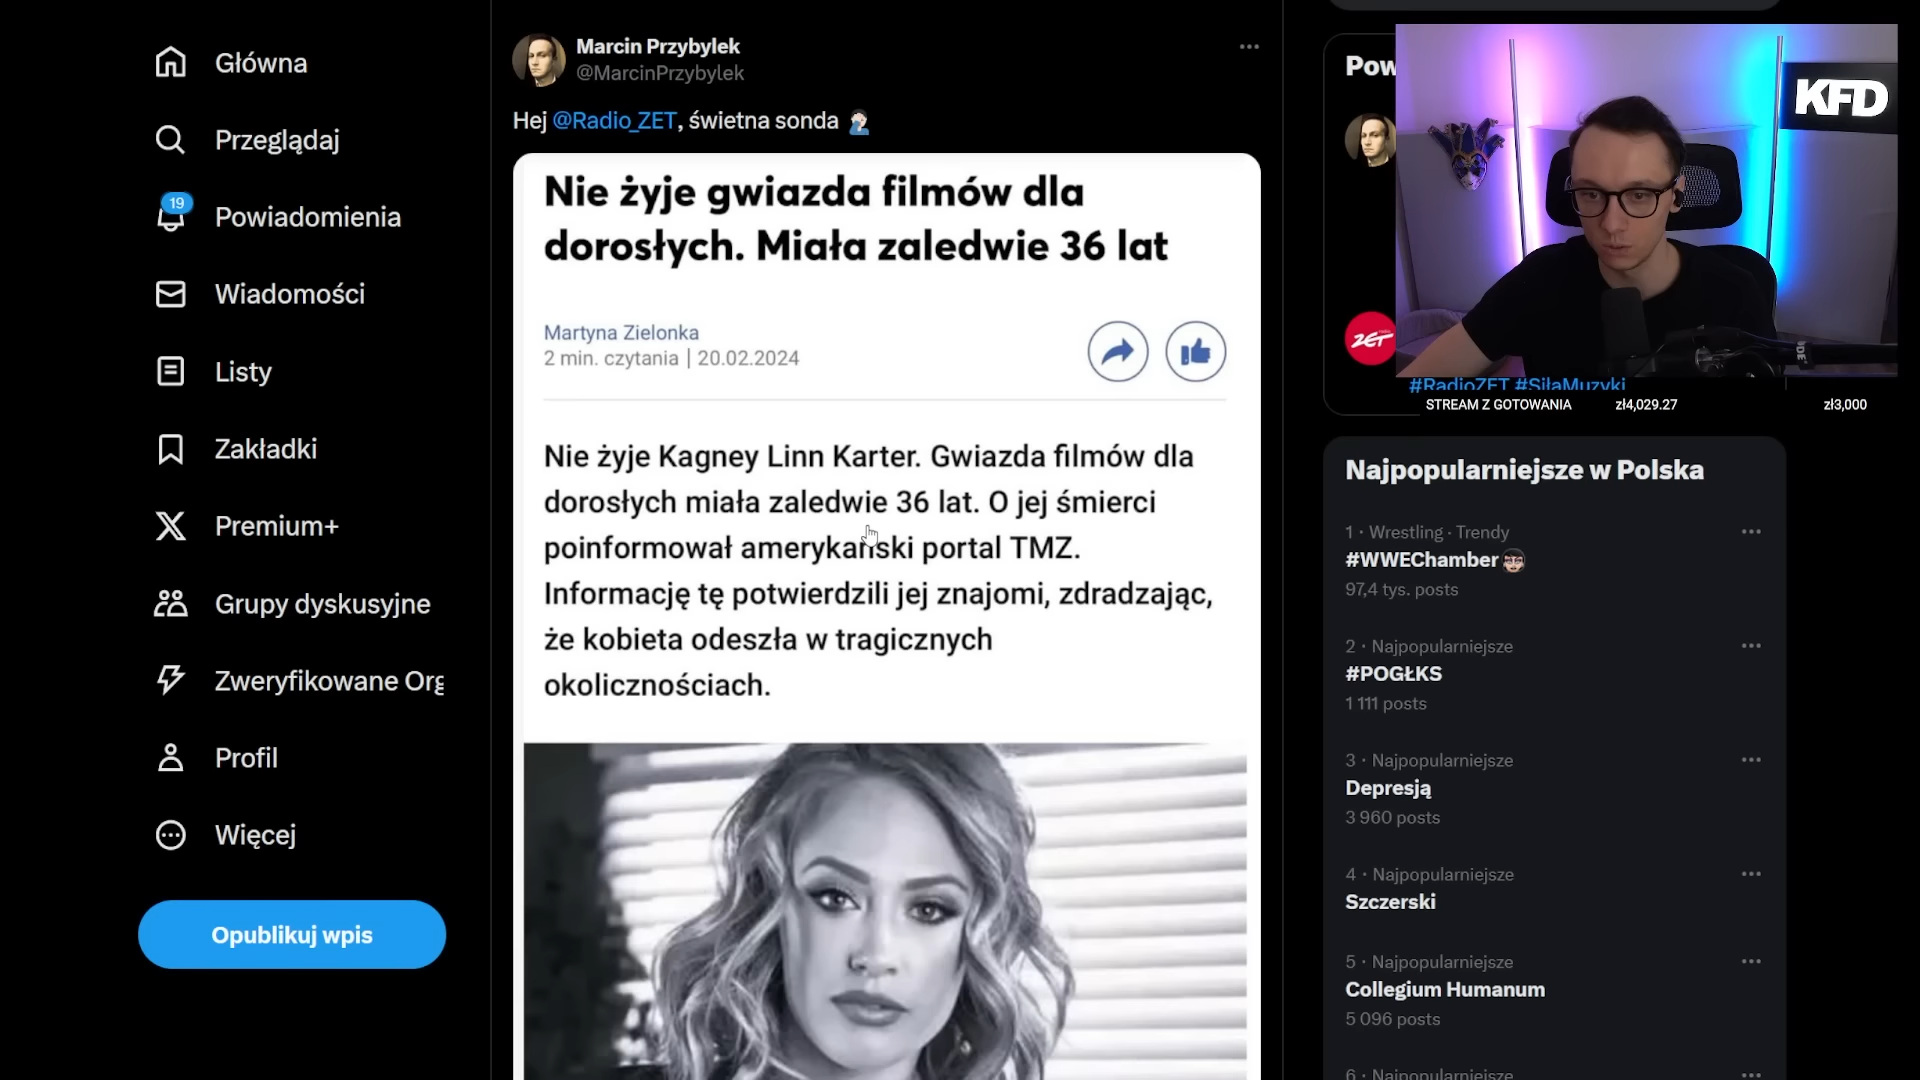 Główna
Przeglądaj
19
Powiadomienia
Wiadomości
Listy
Zakładki
Premium+
Grupy dyskusyjne
Zweryfikowane Org
Profil
Więcej
Opublikuj wpis
Marcin Przybylek
@MarcinPrzybylek
Hej @Radio_ZET, świetna sonda
Nie żyje gwiazda filmów dla
dorosłych. Miała zaledwie 36 lat
Martyna Zielonka
2 min. czytania | 20.02.2024
Nie żyje Kagney Linn Karter. Gwiazda filmów dla
dorosłych miała zaledwie 36 lat. O jej śmierci
poinformował amerykański portal TMZ.
Informację tę potwierdzili jej znajomi, zdradzając,
że kobieta odeszła w tragicznych
okolicznościach.
Pow
KFD
ZET
#RadioZET #SiłaMuzyki
STREAM Z GOTOWANIA zł4,029.27 zł3,000
Najpopularniejsze w Polska
1 · Wrestling · Trendy
#WWEChamber
97,4 tys. posts
2 · Najpopularniejsze
#POGŁKS
1 111 posts
3 · Najpopularniejsze
Depresją
3 960 posts
4 · Najpopularniejsze
Szczerski
5 · Najpopularniejsze
Collegium Humanum
5 096 posts
6 · Najpopularniejsze